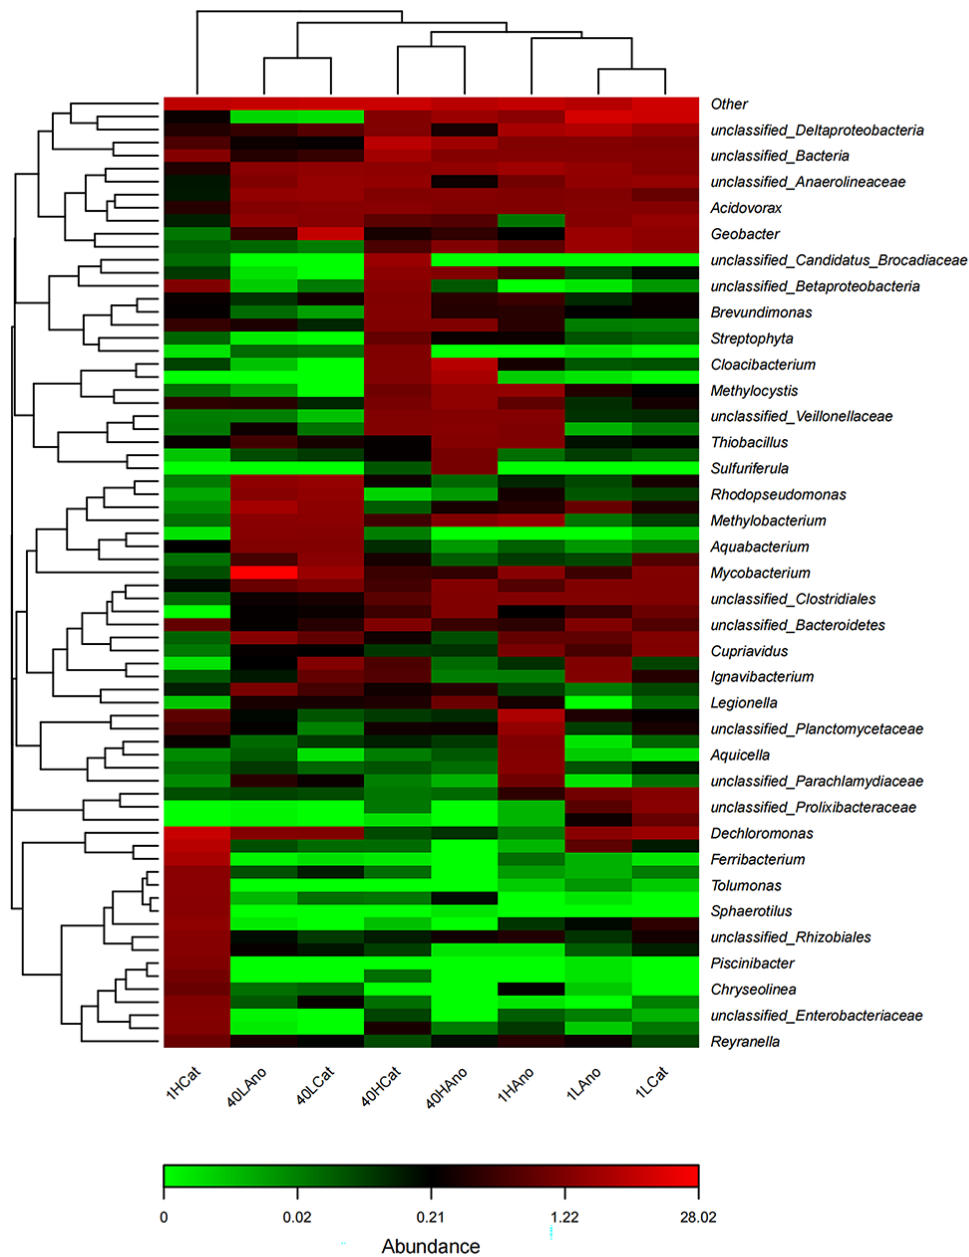 Other
unclassified_Deltaproteobacteria
unclassified_Bacteria
unclassified_Anaerolineaceae
Acidovorax
Geobacter
unclassified_Candidatus_Brocadiaceae
unclassified_Betaproteobacteria
Brevundimonas
Streptophyta
Cloacibacterium
Methylocystis
unclassified_Veillonellaceae
Thiobacillus
Sulfuriferula
Rhodopseudomonas
Methylobacterium
Aquabacterium
Mycobacterium
unclassified_Clostridiales
unclassified_Bacteroidetes
Cupriavidus
Ignavibacterium
Legionella
unclassified_Planctomycetaceae
Aquicella
unclassified_Parachlamydiaceae
unclassified_Prolixibacteraceae
Dechloromonas
Ferribacterium
Tolumonas
Sphaerotilus
unclassified_Rhizobiales
Piscinibacter
Chryseolinea
unclassified_Enterobacteriaceae
Reyranella
1HCat 40LAno 40LCat 40HCat 40HAno 1HAno 1LAno 1LCat
0 0.02 0.21 1.22 28.02
Abundance